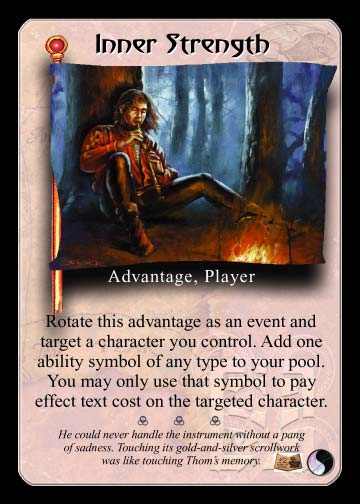 Inner Strength
Advantage, Player
Rotate this advantage as an event and
target a character you control. Add one
ability symbol of any type to your pool.
You may only use that symbol to pay
effect text cost on the targeted character.
He could never handle the instrument without a pang
of sadness. Touching its gold-and-silver scrollwork
was like touching Thom's memory.